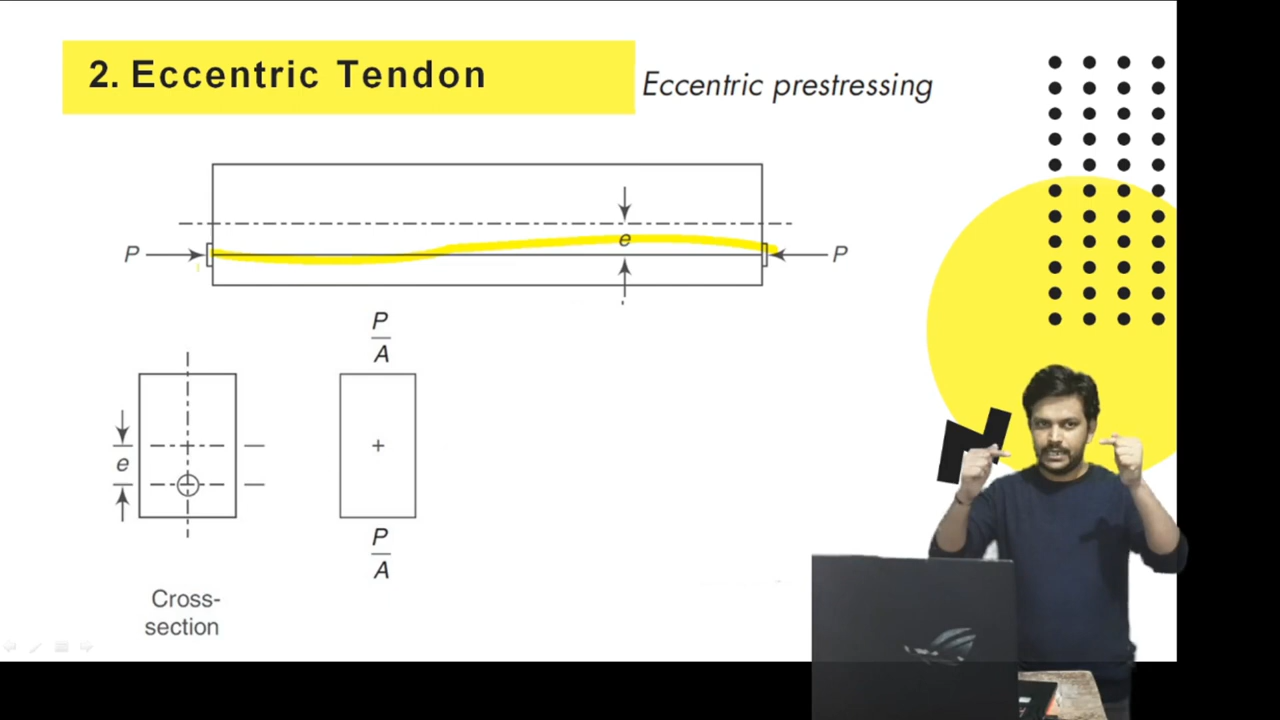 2. Eccentric Tendon
Eccentric prestressing
e
P
P
P
A
e
P
A
Cross-
section